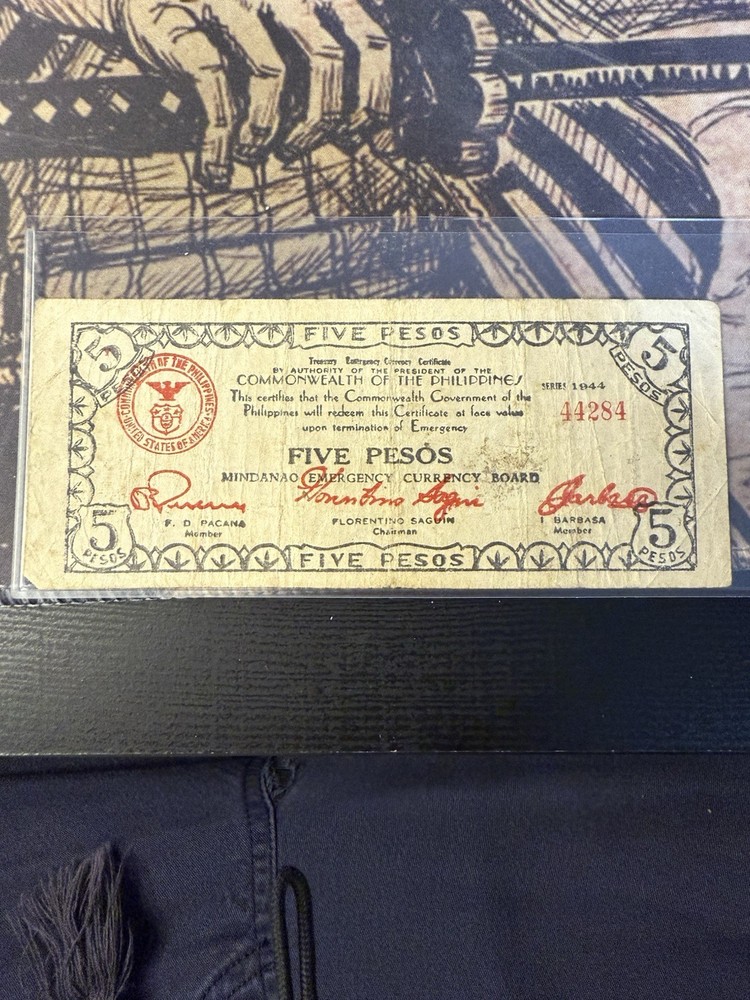 FIVE PESOS
5 PESOS
5 PESOS
Treasury Emergency Currency Certificate
BY AUTHORITY OF THE PRESIDENT OF THE
COMMONWEALTH OF THE PHILIPPINES
SERIES 1944
This certifies that the Commonwealth Government of the
44284
Philippines will redeem this Certificate at face value
upon termination of Emergency
COMMONWEALTH OF THE PHILIPPINES
UNITED STATES OF AMERICA
FIVE PESOS
MINDANAO EMERGENCY CURRENCY BOARD
Florentino Saguin
F. D PACANA
FLORENTINO SAGUIN
I BARBASA
Member
Chairman
Member
5 PESOS
5 PESOS
FIVE PESOS